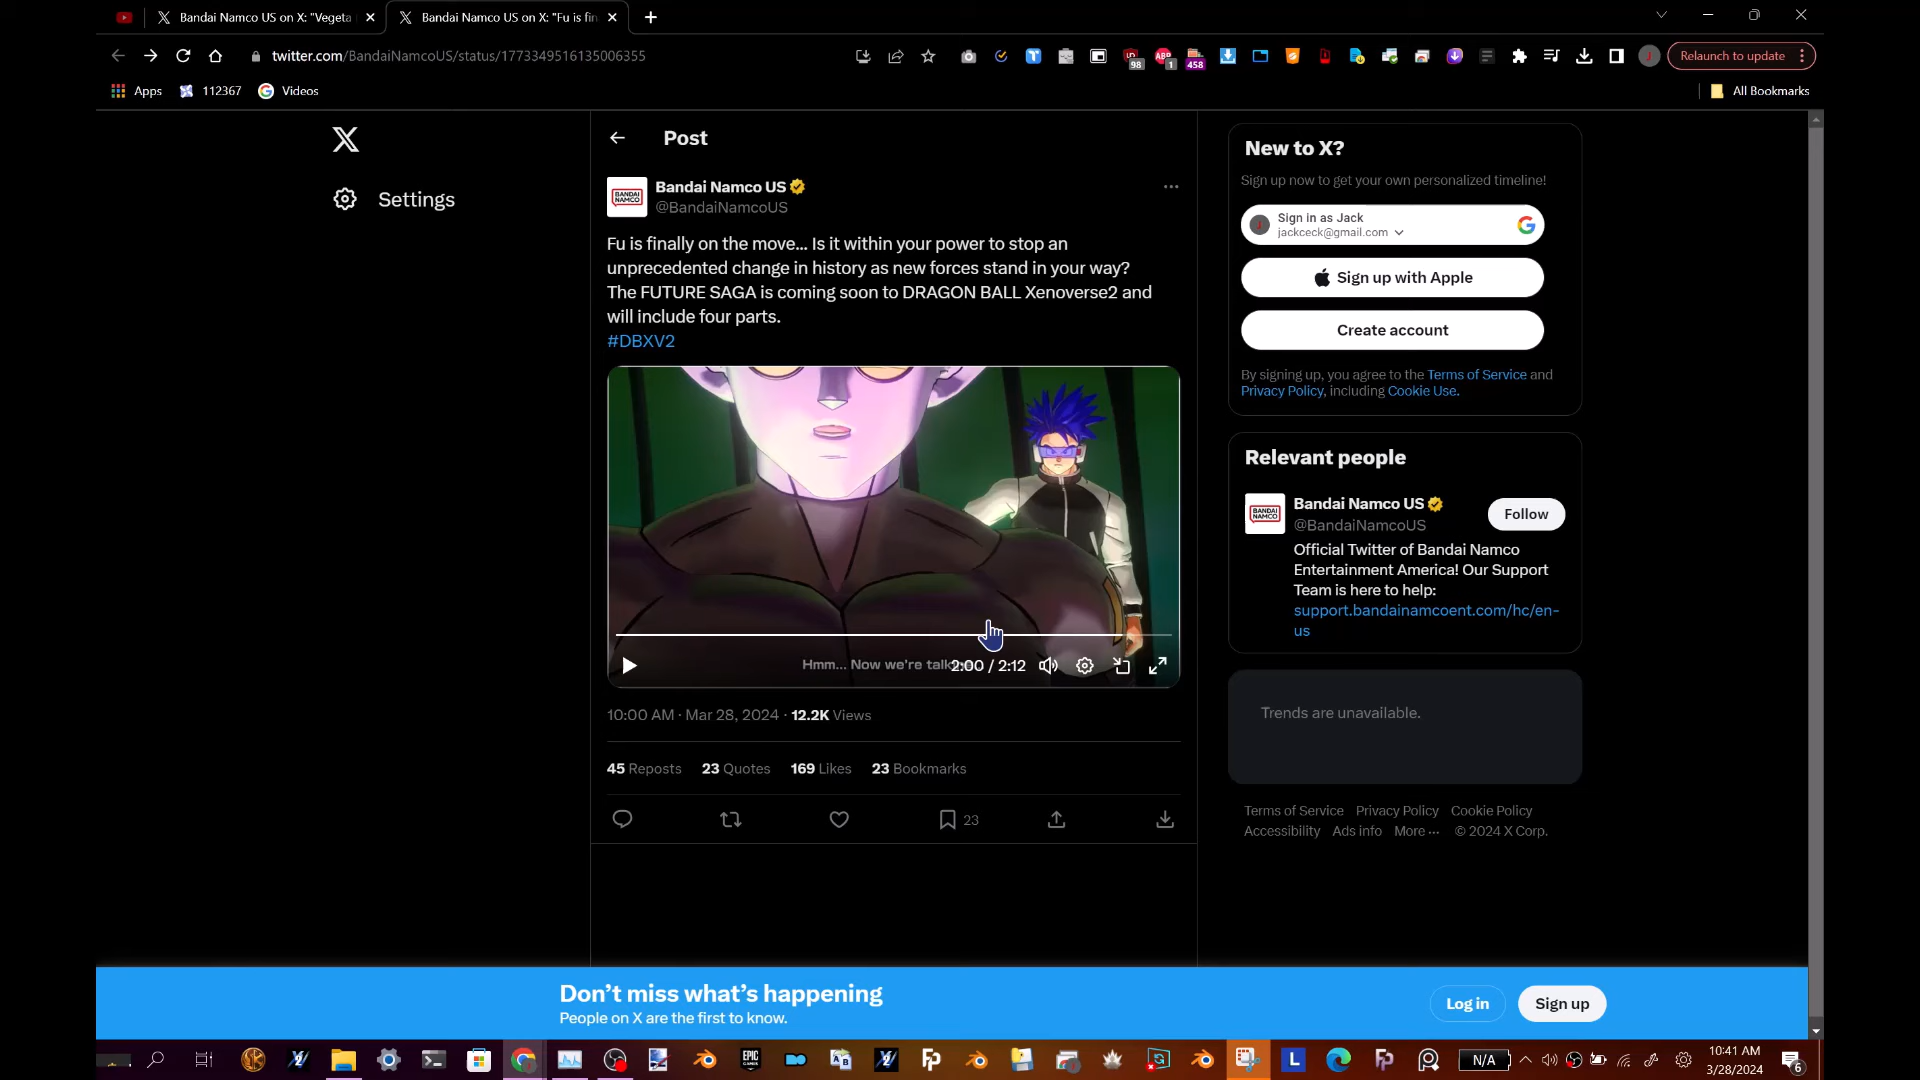 Bandai Namco US on X: "Vegeta
Bandai Namco US on X: "Fu is fin
twitter.com/BandaiNamcoUS/status/1773349516135006355
98
1
458
Relaunch to update
Apps
112367
Videos
All Bookmarks
Settings
Post
Bandai Namco US
@BandaiNamcoUS
Fu is finally on the move... Is it within your power to stop an
unprecedented change in history as new forces stand in your way?
The FUTURE SAGA is coming soon to DRAGON BALL Xenoverse2 and
will include four parts.
#DBXV2
Hmm... Now we're talk
2:00 / 2:12
10:00 AM · Mar 28, 2024 · 12.2K Views
45 Reposts 23 Quotes 169 Likes 23 Bookmarks
23
New to X?
Sign up now to get your own personalized timeline!
Sign in as Jack
jackceck@gmail.com
Sign up with Apple
Create account
By signing up, you agree to the Terms of Service and
Privacy Policy, including Cookie Use.
Relevant people
BANDAI
NAMCO
Bandai Namco US
@BandaiNamcoUS
Follow
Official Twitter of Bandai Namco
Entertainment America! Our Support
Team is here to help:
support.bandainamcoent.com/hc/en-
us
Trends are unavailable.
Terms of Service Privacy Policy Cookie Policy
Accessibility Ads info More ··· © 2024 X Corp.
Don’t miss what’s happening
People on X are the first to know.
Log in
Sign up
N/A
10:41 AM
3/28/2024
6